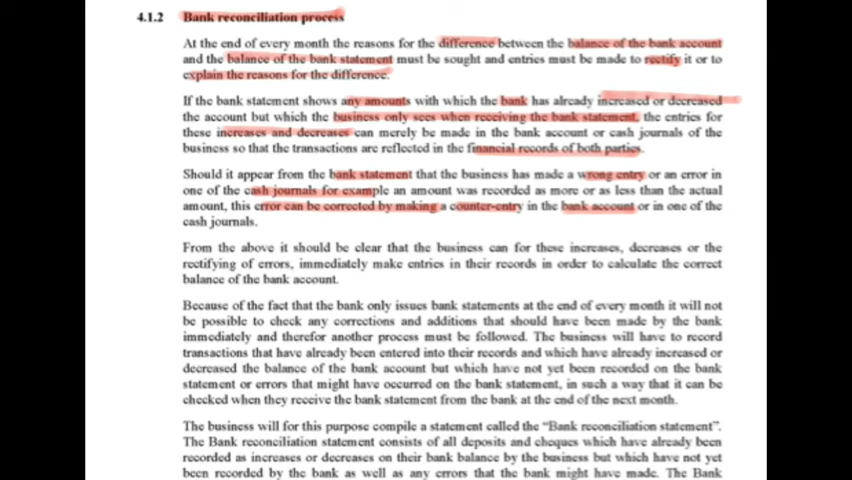 4.1.2 Bank reconciliation process
At the end of every month the reasons for the difference between the balance of the bank account
and the balance of the bank statement must be sought and entries must be made to rectify it or to
explain the reasons for the difference.
If the bank statement shows any amounts with which the bank has already increased or decreased
the account but which the business only sees when receiving the bank statement, the entries for
these increases and decreases can merely be made in the bank account or cash journals of the
business so that the transactions are reflected in the financial records of both parties.
Should it appear from the bank statement that the business has made a wrong entry or an error in
one of the cash journals for example an amount was recorded as more or as less than the actual
amount, this error can be corrected by making a counter-entry in the bank account or in one of the
cash journals.
From the above it should be clear that the business can for these increases, decreases or the
rectifying of errors, immediately make entries in their records in order to calculate the correct
balance of the bank account.
Because of the fact that the bank only issues bank statements at the end of every month it will not
be possible to check any corrections and additions that should have been made by the bank
immediately and therefor another process must be followed. The business will have to record
transactions that have already been entered into their records and which have already increased or
decreased the balance of the bank account but which have not yet been recorded on the bank
statement or errors that might have occurred on the bank statement, in such a way that it can be
checked when they receive the bank statement from the bank at the end of the next month.
The business will for this purpose compile a statement called the “Bank reconciliation statement”.
The Bank reconciliation statement consists of all deposits and cheques which have already been
recorded as increases or decreases on their bank balance by the business but which have not yet
been recorded by the bank as well as any errors that the bank might have made. The Bank